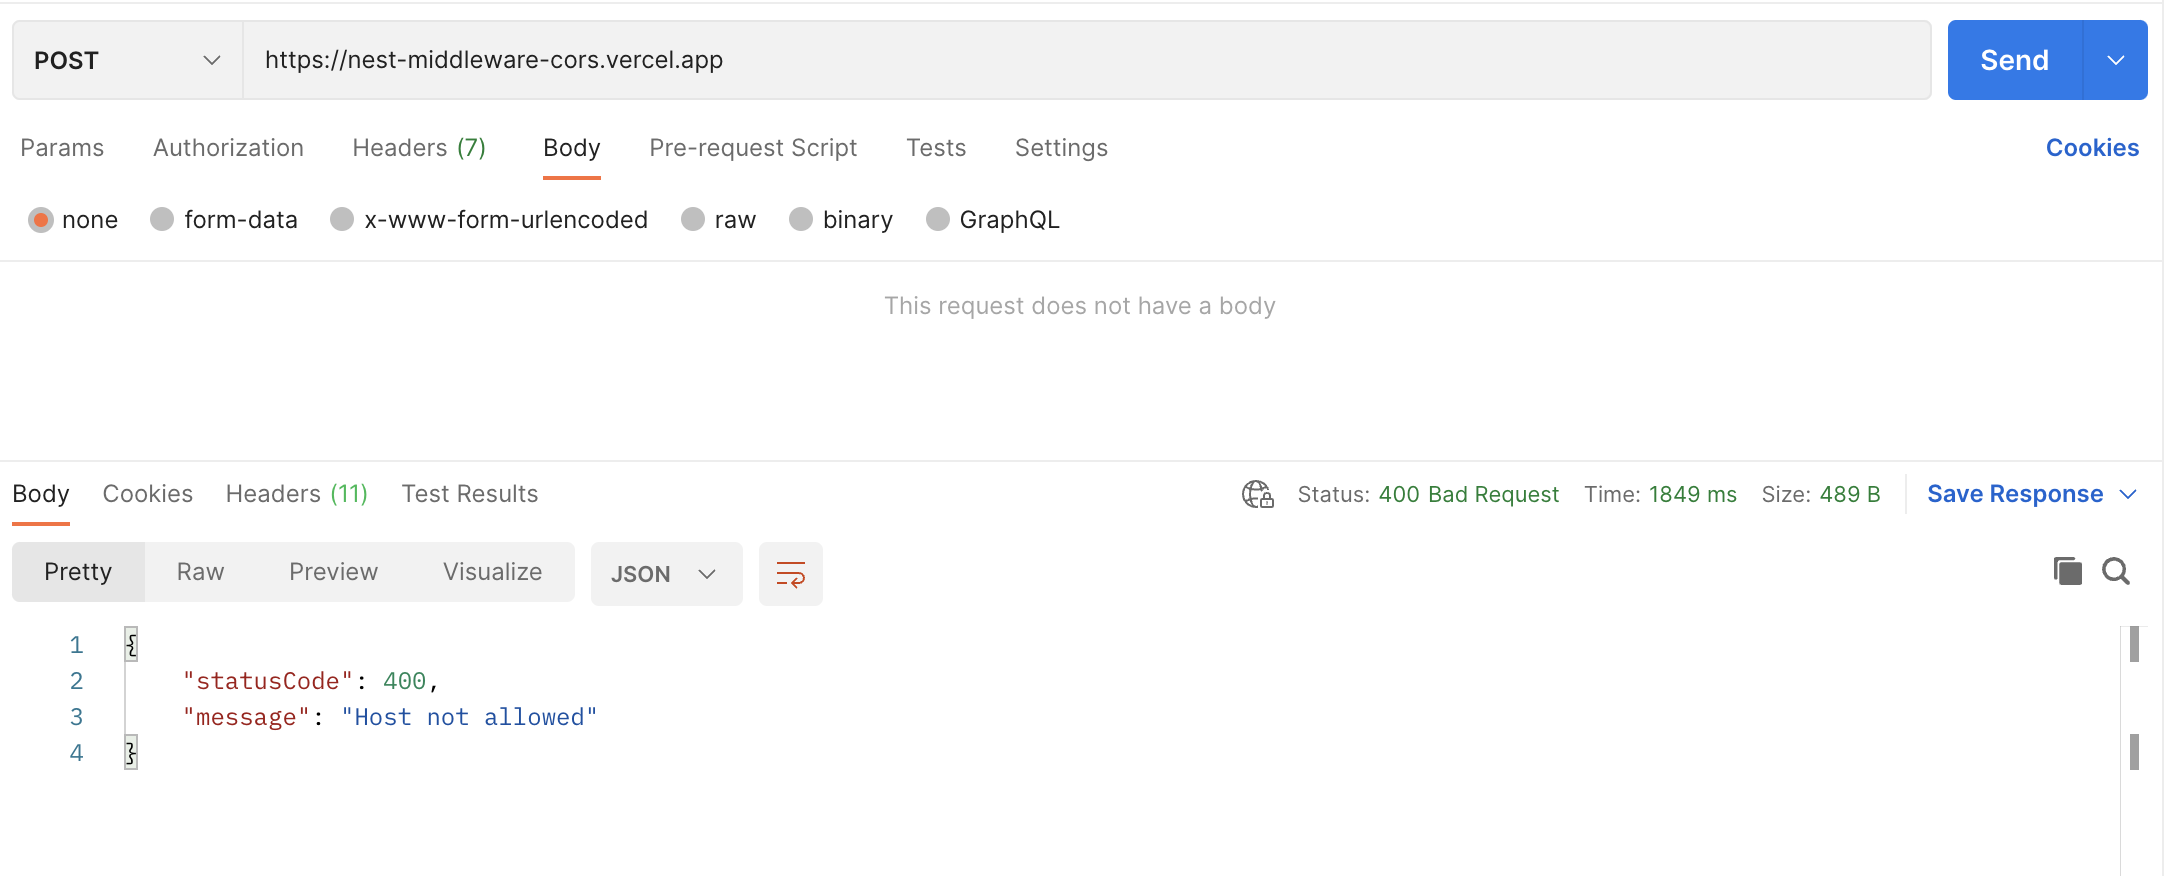 POST https://nest-middleware-cors.vercel.app Send
Params Authorization Headers (7) Body Pre-request Script Tests Settings Cookies
none form-data x-www-form-urlencoded raw binary GraphQL
This request does not have a body
Body Cookies Headers (11) Test Results Status: 400 Bad Request Time: 1849 ms Size: 489 B Save Response
Pretty Raw Preview Visualize JSON
1 {
2 "statusCode": 400,
3 "message": "Host not allowed"
4 }